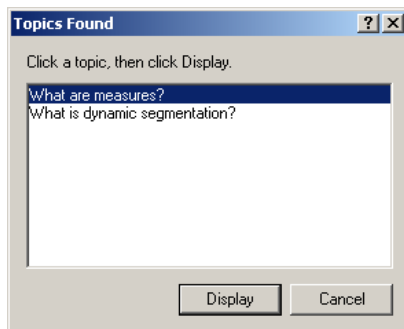 Topics Found
Click a topic, then click Display.
What are measures?
What is dynamic segmentation?
Display Cancel